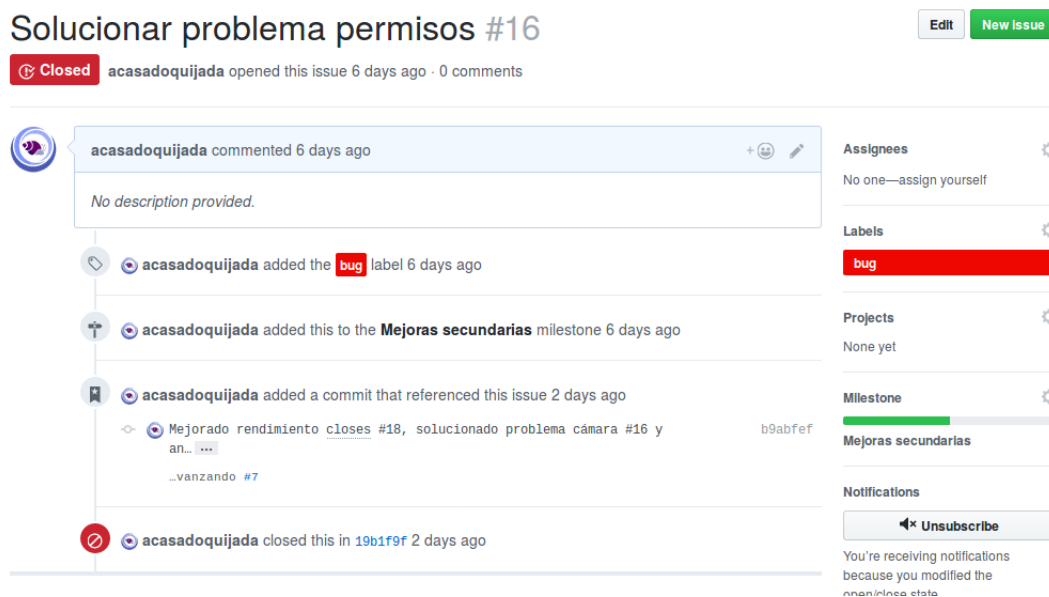 Solucionar problema permisos #16
Edit
New issue
Closed
acasadoquijada opened this issue 6 days ago · 0 comments
acasadoquijada commented 6 days ago
No description provided.
acasadoquijada added the bug label 6 days ago
acasadoquijada added this to the Mejoras secundarias milestone 6 days ago
acasadoquijada added a commit that referenced this issue 2 days ago
Mejorado rendimiento closes #18, solucionado problema cámara #16 y
an… …
b9abfef
…vanzando #7
acasadoquijada closed this in 19b1f9f 2 days ago
Assignees
No one—assign yourself
Labels
bug
Projects
None yet
Milestone
Mejoras secundarias
Notifications
Unsubscribe
You're receiving notifications
because you modified the
open/close state.